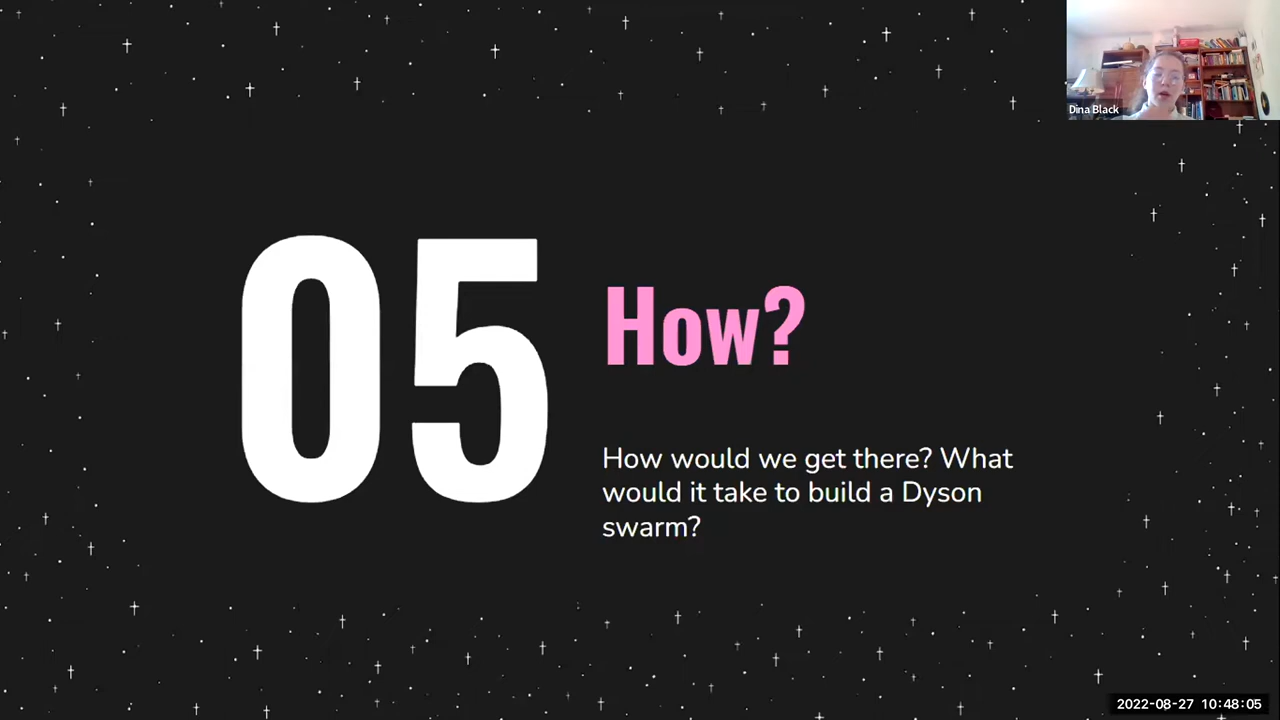 Dina Black
05
How?
How would we get there? What
would it take to build a Dyson
swarm?
2022-08-27 10:48:05